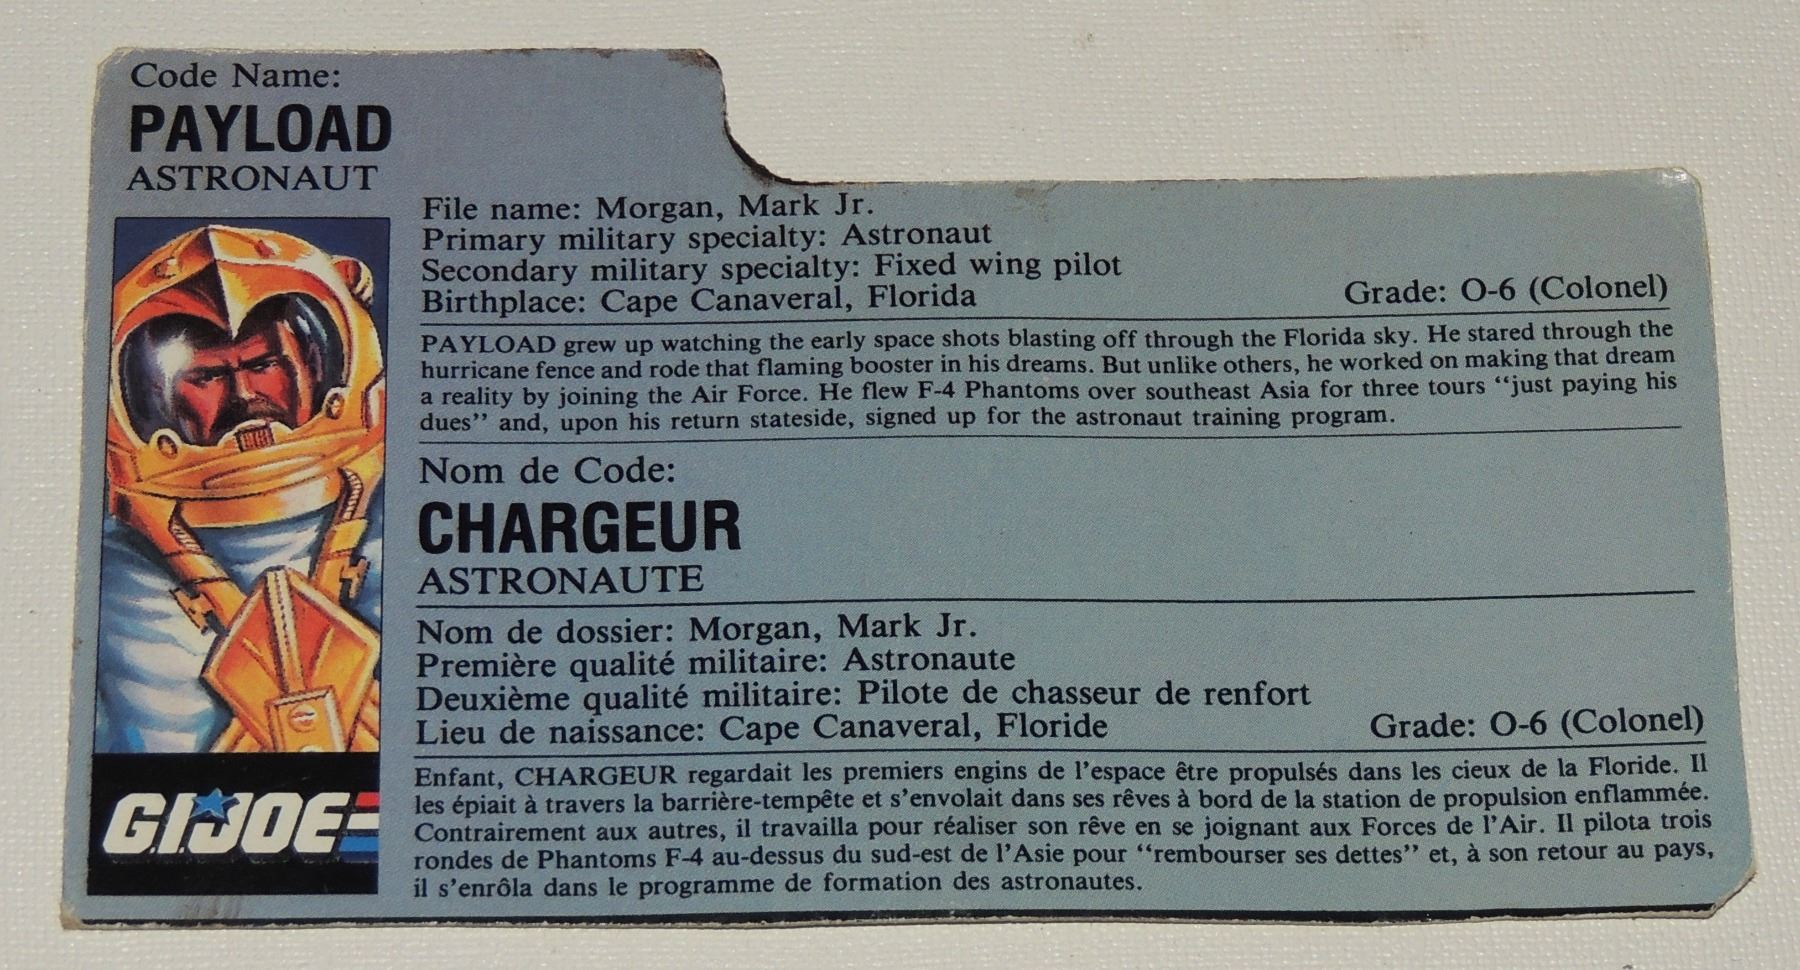 Code Name:
PAYLOAD
ASTRONAUT
File name: Morgan, Mark Jr.
Primary military specialty: Astronaut
Secondary military specialty: Fixed wing pilot
Birthplace: Cape Canaveral, Florida
Grade: O-6 (Colonel)
PAYLOAD grew up watching the early space shots blasting off through the Florida sky. He stared through the
hurricane fence and rode that flaming booster in his dreams. But unlike others, he worked on making that dream
a reality by joining the Air Force. He flew F-4 Phantoms over southeast Asia for three tours "just paying his
dues" and, upon his return stateside, signed up for the astronaut training program.
Nom de Code:
CHARGEUR
ASTRONAUTE
Nom de dossier: Morgan, Mark Jr.
Première qualité militaire: Astronaute
Deuxième qualité militaire: Pilote de chasseur de renfort
Lieu de naissance: Cape Canaveral, Floride
Grade: O-6 (Colonel)
Enfant, CHARGEUR regardait les premiers engins de l'espace être propulsés dans les cieux de la Floride. Il
les épiait à travers la barrière-tempête et s'envolait dans ses rêves à bord de la station de propulsion enflammée.
Contrairement aux autres, il travailla pour réaliser son rêve en se joignant aux Forces de l'Air. Il pilota trois
rondes de Phantoms F-4 au-dessus du sud-est de l'Asie pour "rembourser ses dettes" et, à son retour au pays,
il s'enrôla dans le programme de formation des astronautes.
G.I. JOE